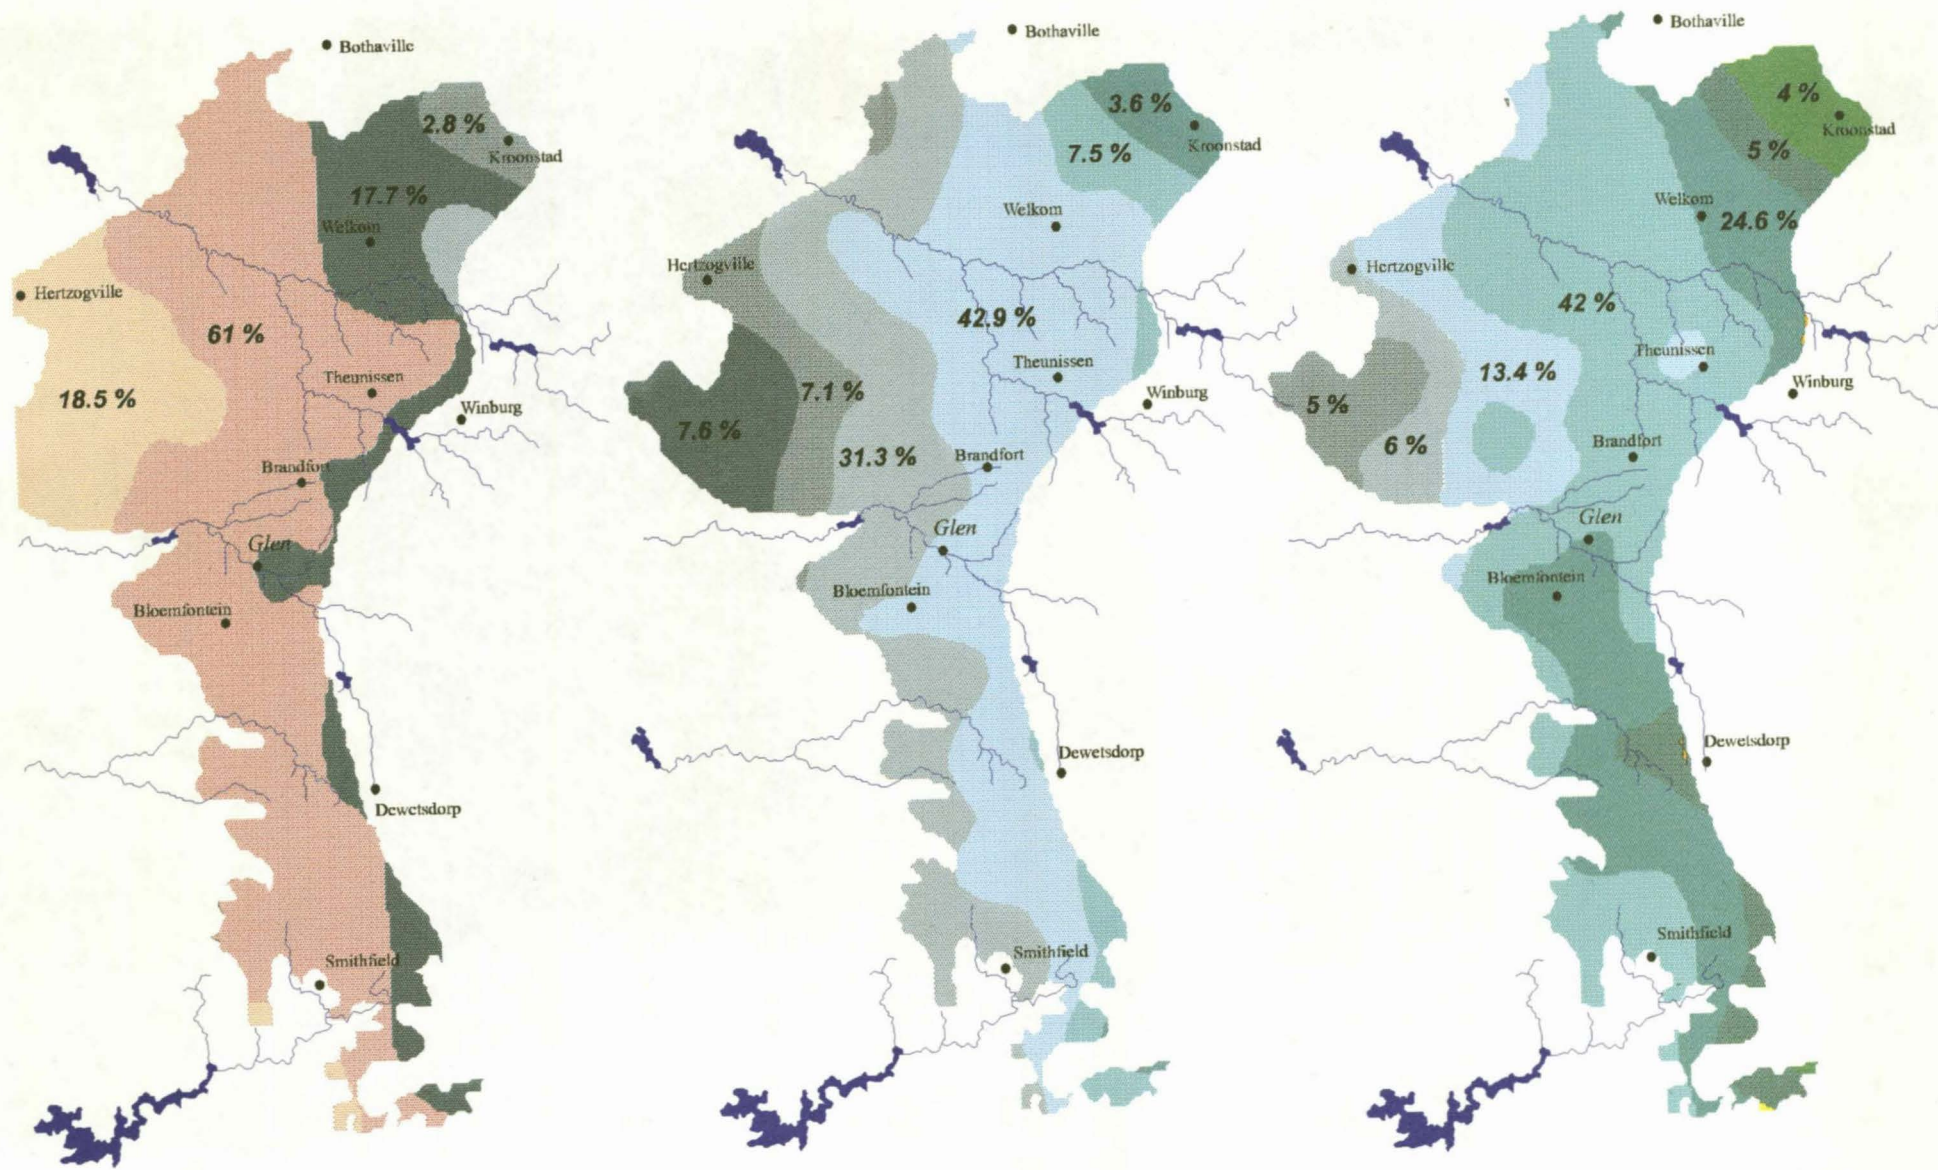 Bothaville
2.8 %
Kroonstad
17.7 %
Welkom
Hertzogville
61 %
Theunissen
18.5 %
Winburg
Brandfort
Glen
Bloemfontein
Dewetsdorp
Smithfield
Bothaville
3.6 %
Kroonstad
7.5 %
Welkom
Hertzogville
42.9 %
Theunissen
7.1 %
Winburg
7.6 %
31.3 %
Brandfort
Glen
Bloemfontein
Dewetsdorp
Smithfield
Bothaville
4 %
Kroonstad
5 %
Welkom
24.6 %
Hertzogville
42 %
Theunissen
13.4 %
Winburg
5 %
6 %
Brandfort
Glen
Bloemfontein
Dewetsdorp
Smithfield